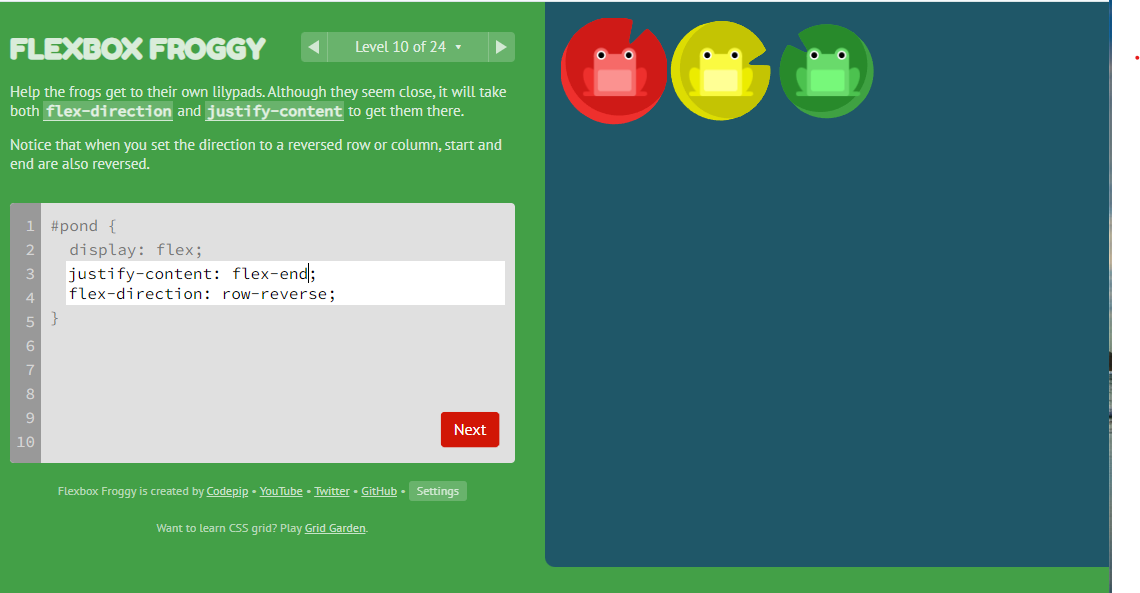 FLEXBOX FROGGY
Level 10 of 24
Help the frogs get to their own lilypads. Although they seem close, it will take
both flex-direction and justify-content to get them there.
Notice that when you set the direction to a reversed row or column, start and
end are also reversed.
1 #pond {
2 display: flex;
3 justify-content: flex-end;
4 flex-direction: row-reverse;
5 }
6
7
8
9
10
Next
Flexbox Froggy is created by Codepip • YouTube • Twitter • GitHub • Settings
Want to learn CSS grid? Play Grid Garden.